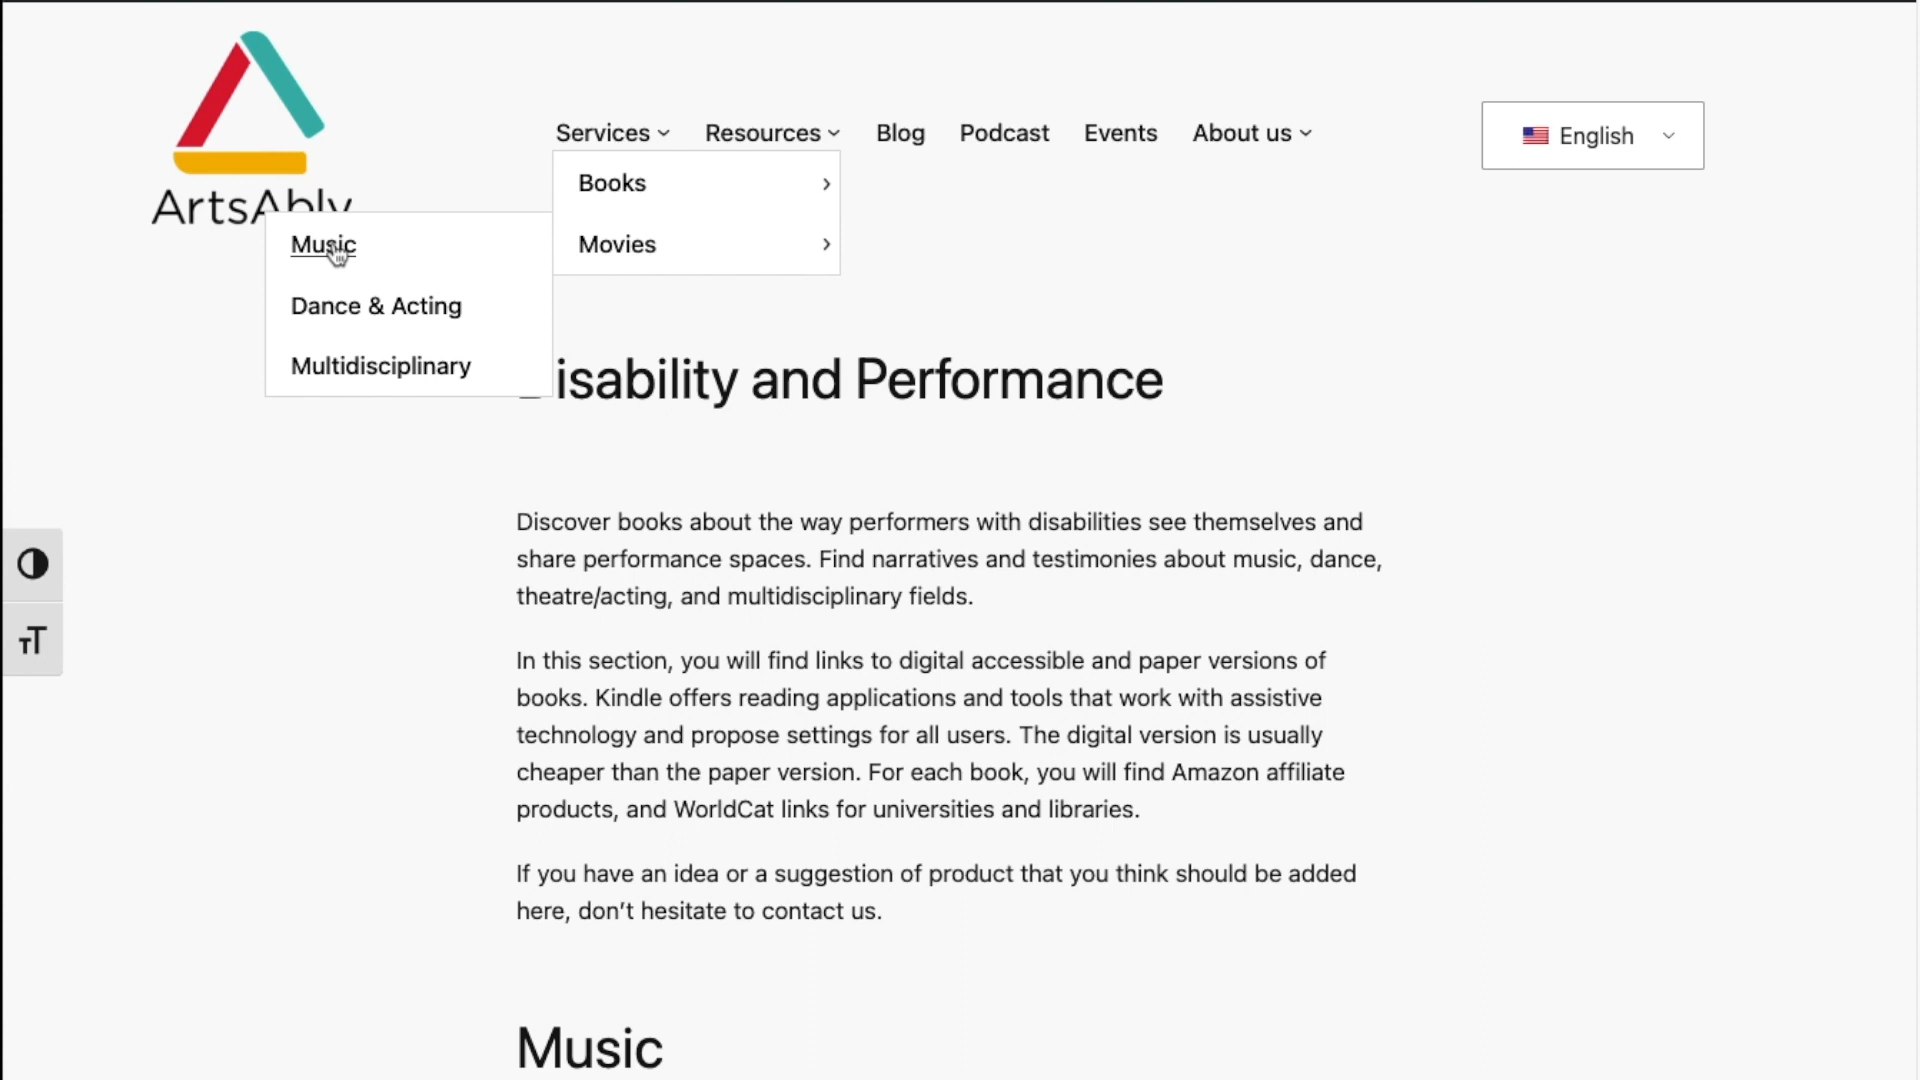 ArtsAbly
Services
Resources
Blog
Podcast
Events
About us
English
Books
Movies
Music
Dance & Acting
Multidisciplinary
Disability and Performance
Discover books about the way performers with disabilities see themselves and
share performance spaces. Find narratives and testimonies about music, dance,
theatre/acting, and multidisciplinary fields.
In this section, you will find links to digital accessible and paper versions of
books. Kindle offers reading applications and tools that work with assistive
technology and propose settings for all users. The digital version is usually
cheaper than the paper version. For each book, you will find Amazon affiliate
products, and WorldCat links for universities and libraries.
If you have an idea or a suggestion of product that you think should be added
here, don’t hesitate to contact us.
Music